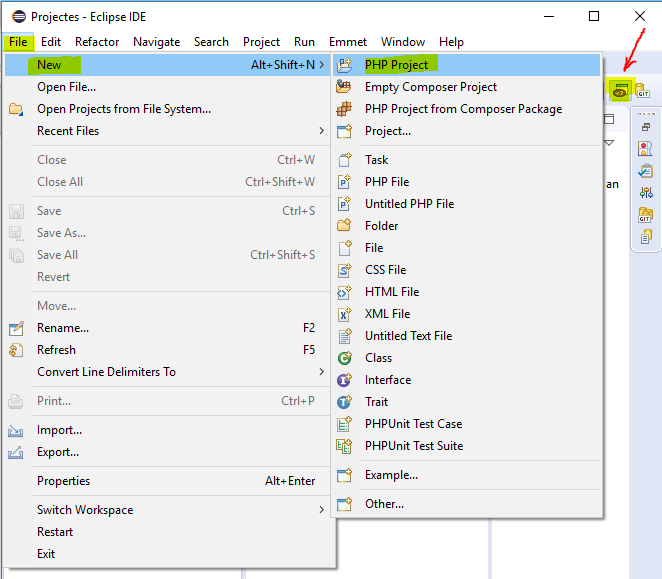 Projectes - Eclipse IDE
File Edit Refactor Navigate Search Project Run Emmet Window Help
New Alt+Shift+N
Open File...
Open Projects from File System...
Recent Files
Close Ctrl+W
Close All Ctrl+Shift+W
Save Ctrl+S
Save As...
Save All Ctrl+Shift+S
Revert
Move...
Rename... F2
Refresh F5
Convert Line Delimiters To
Print... Ctrl+P
Import...
Export...
Properties Alt+Enter
Switch Workspace
Restart
Exit
PHP Project
Empty Composer Project
PHP Project from Composer Package
Project...
Task
PHP File
Untitled PHP File
Folder
File
CSS File
HTML File
XML File
Untitled Text File
Class
Interface
Trait
PHPUnit Test Case
PHPUnit Test Suite
Example...
Other...
GIT
an
GIT